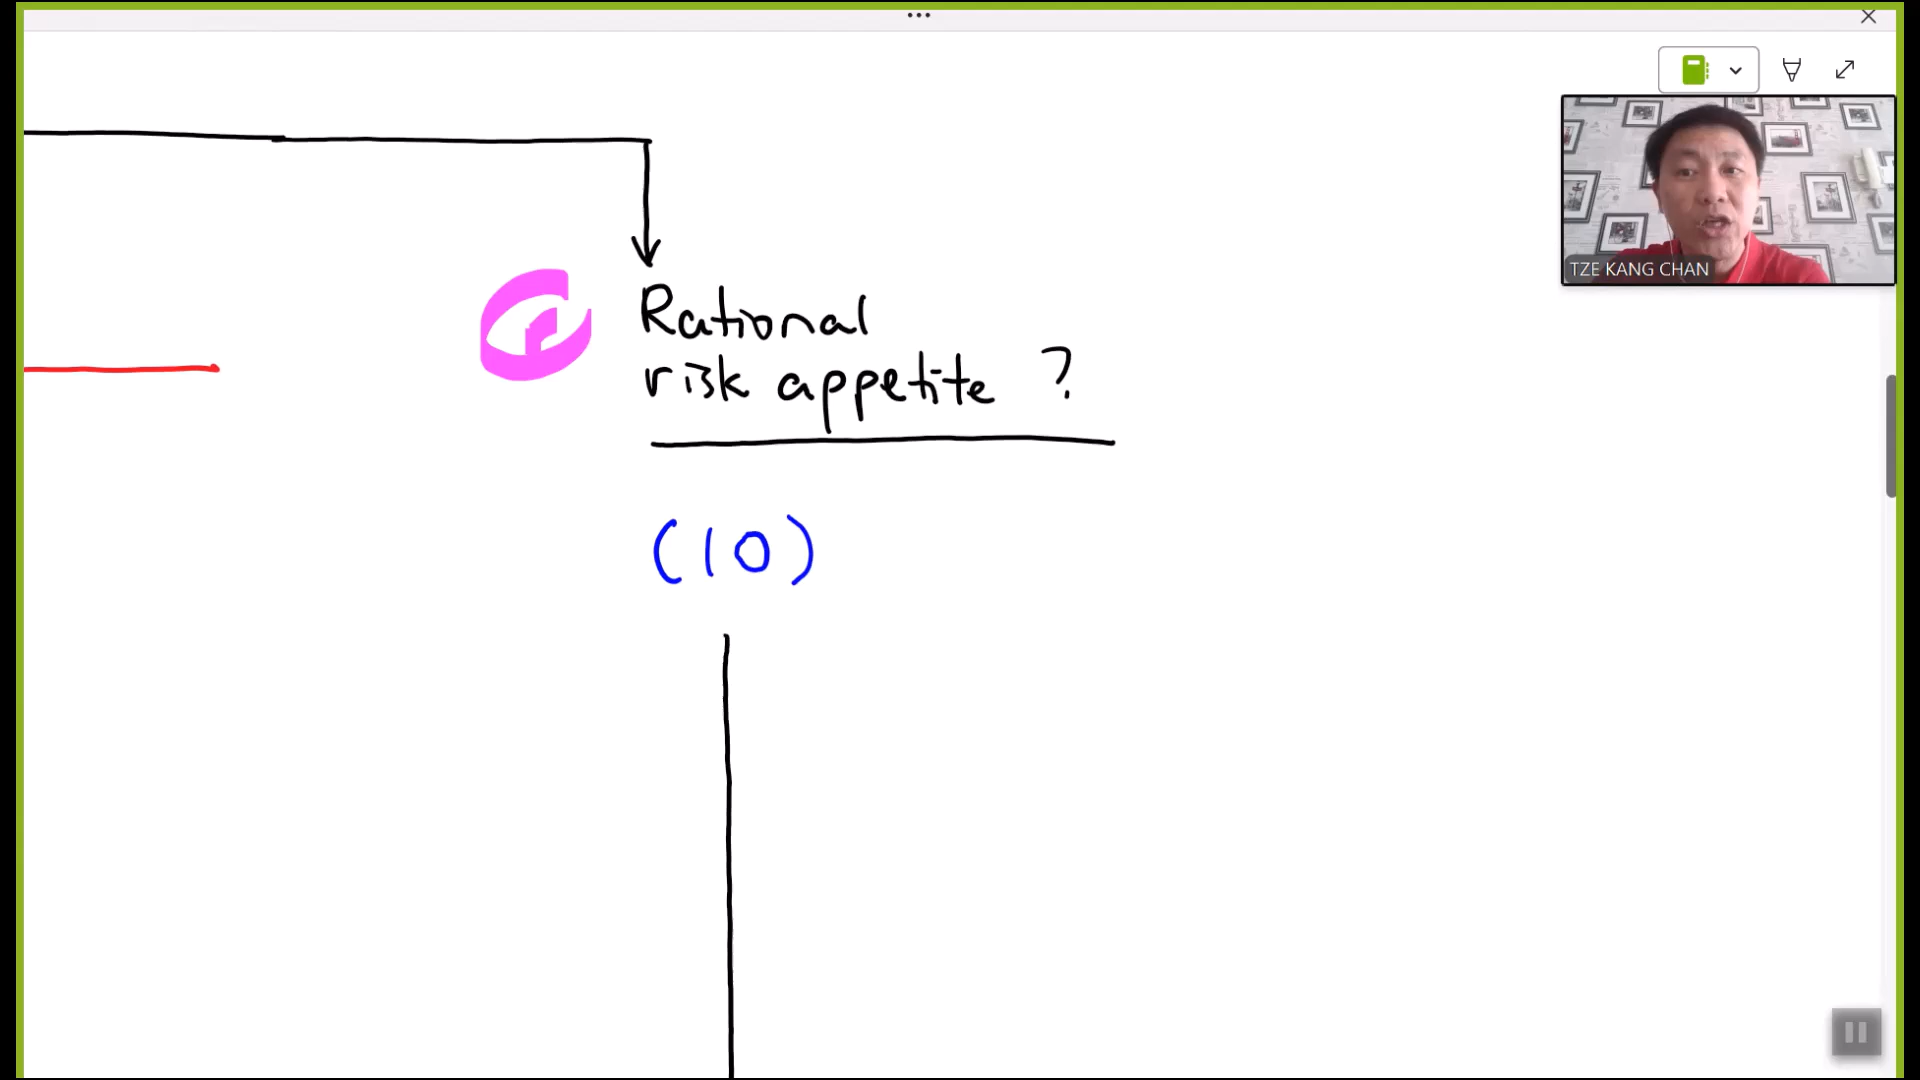 TZE KANG CHAN
Rational
risk appetite ?
(10)